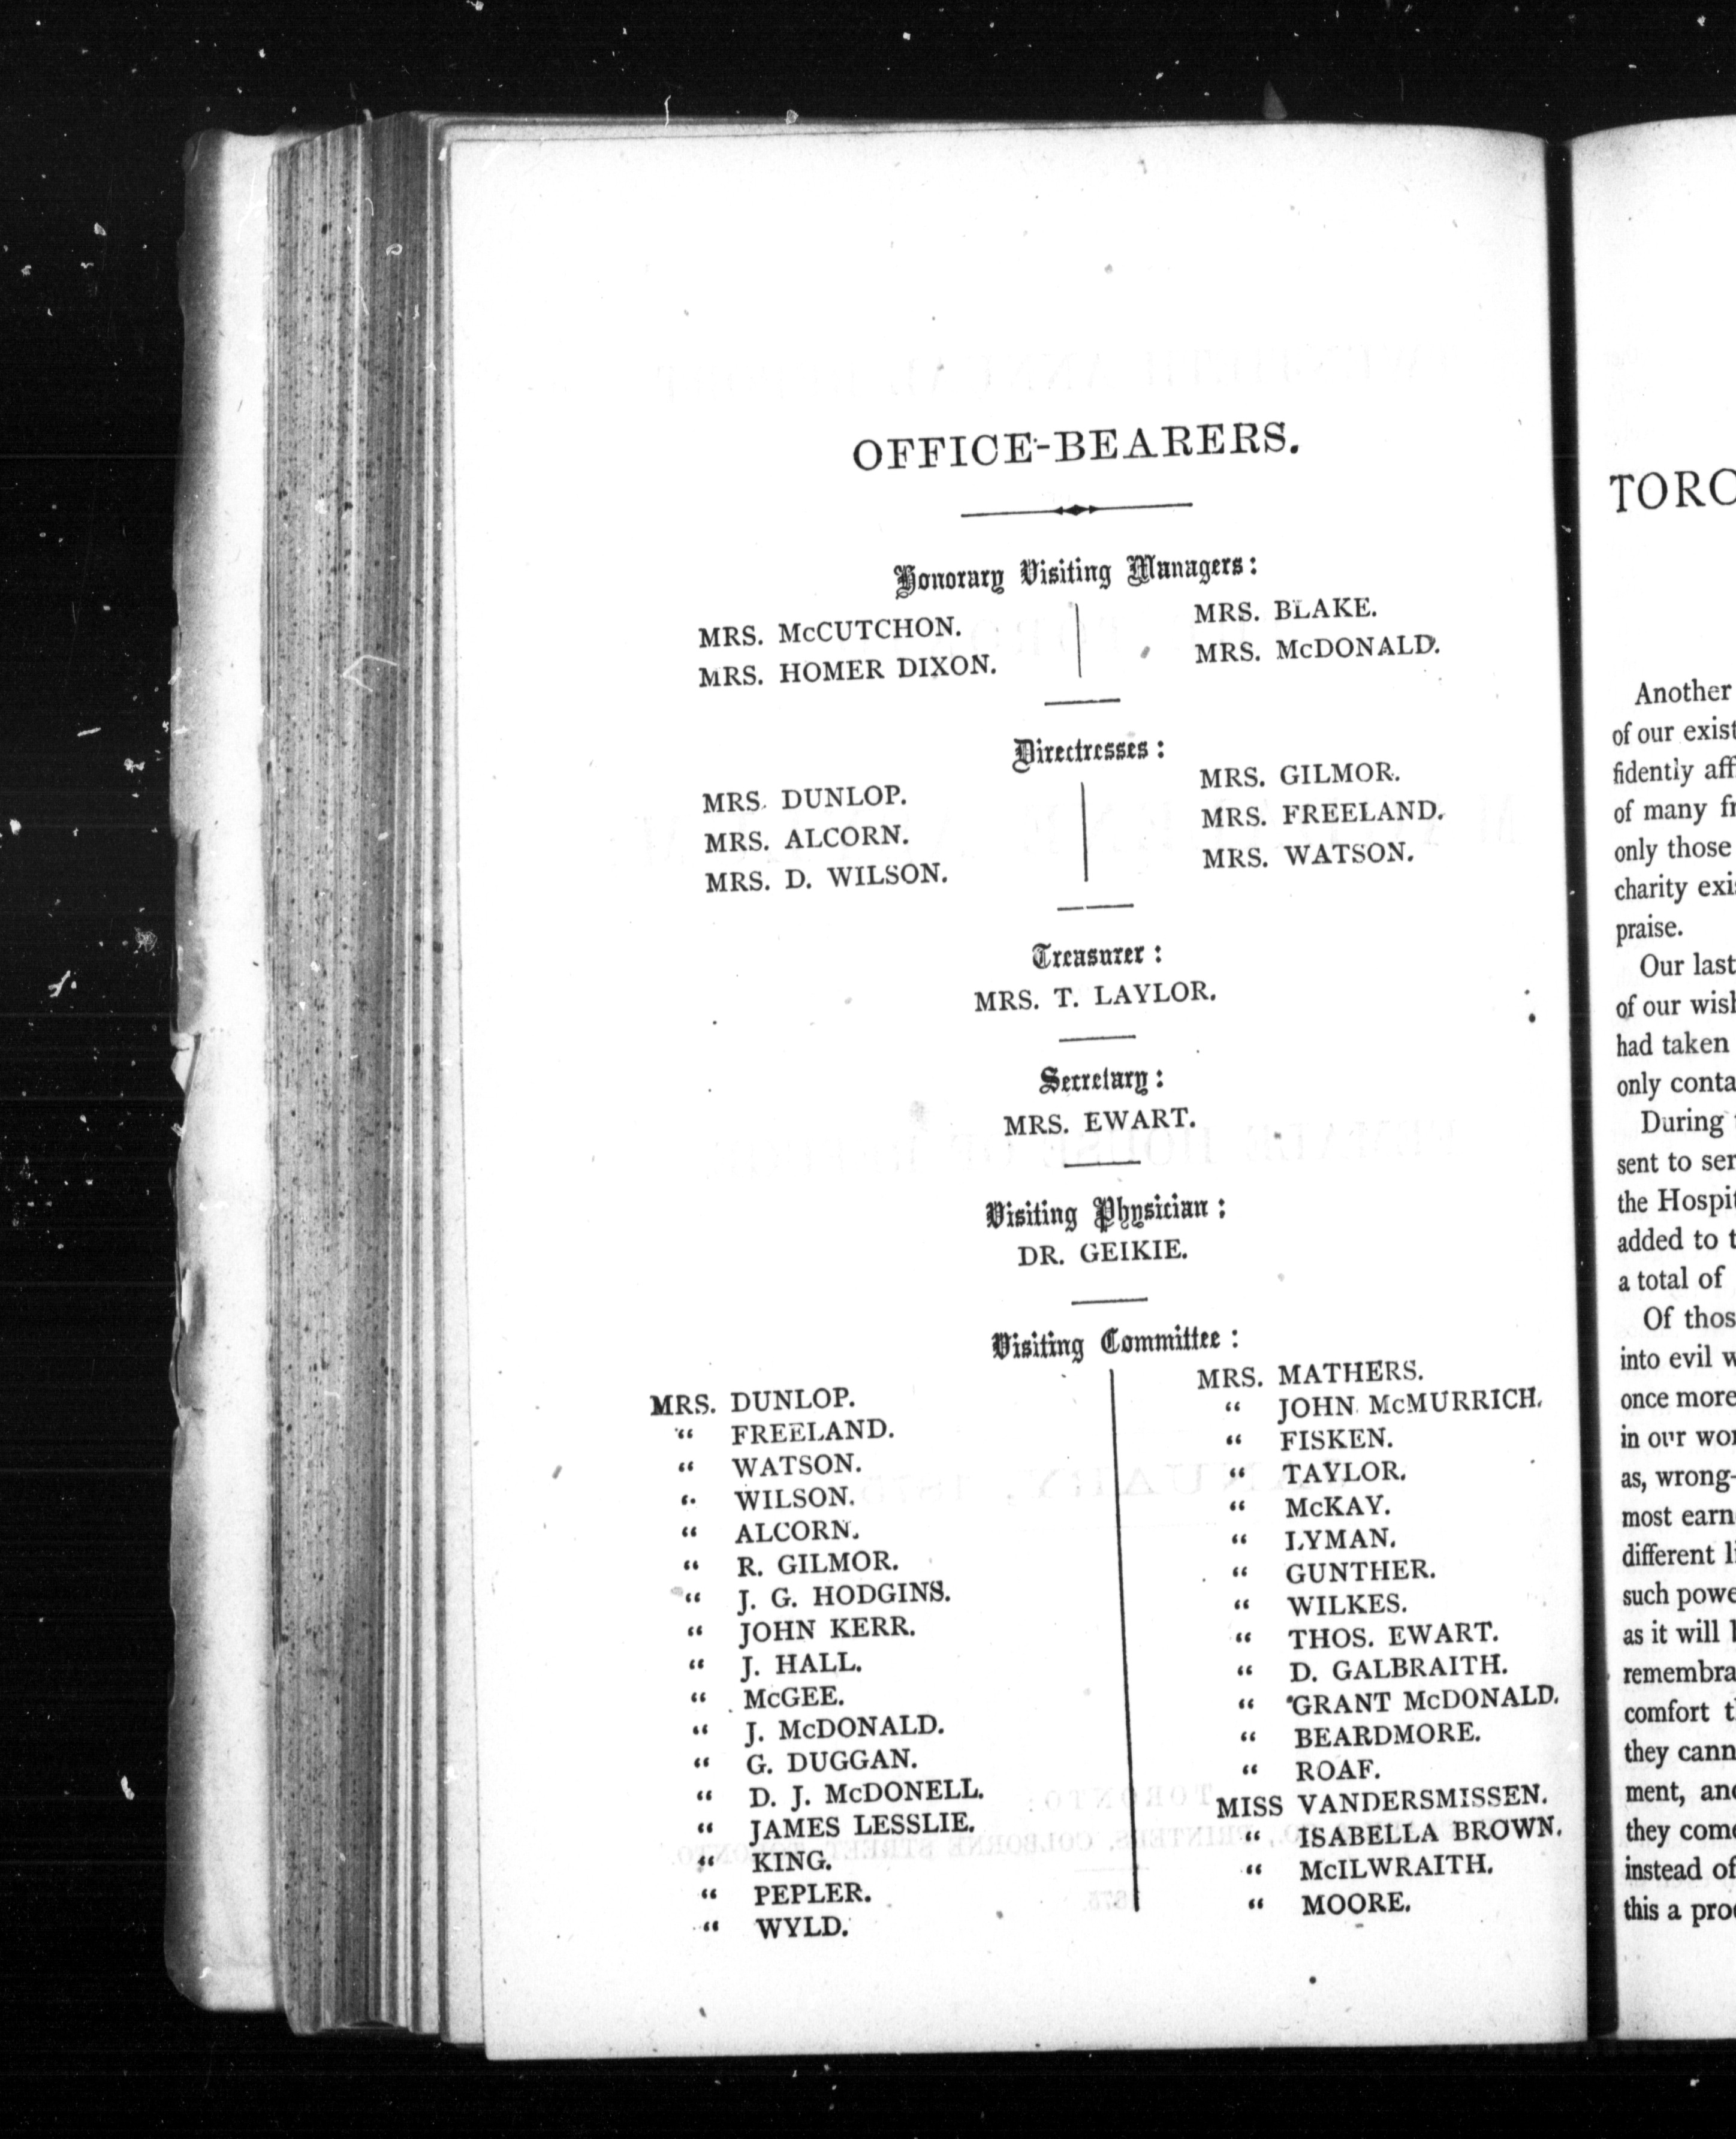 OFFICE-BEARERS.
Honorary Visiting Managers:
MRS. McCUTCHON.
MRS. HOMER DIXON.
MRS. BLAKE.
MRS. McDONALD.
Directresses:
MRS. DUNLOP.
MRS. ALCORN.
MRS. D. WILSON.
MRS. GILMOR.
MRS. FREELAND.
MRS. WATSON.
Treasurer:
MRS. T. LAYLOR.
Secretary:
MRS. EWART.
Visiting Physician:
DR. GEIKIE.
Visiting Committee:
MRS. DUNLOP.
“ FREELAND.
“ WATSON.
“ WILSON.
“ ALCORN.
“ R. GILMOR.
“ J. G. HODGINS.
“ JOHN KERR.
“ J. HALL.
“ McGEE.
“ J. McDONALD.
“ G. DUGGAN.
“ D. J. McDONELL.
“ JAMES LESSLIE.
“ KING.
“ PEPLER.
“ WYLD.
MRS. MATHERS.
“ JOHN McMURRICH.
“ FISKEN.
“ TAYLOR.
“ McKAY.
“ LYMAN.
“ GUNTHER.
“ WILKES.
“ THOS. EWART.
“ D. GALBRAITH.
“ GRANT McDONALD.
“ BEARDMORE.
“ ROAF.
MISS VANDERSMISSEN.
“ ISABELLA BROWN.
“ McILWRAITH.
“ MOORE.
TORO
Another
of our exist
fidently aff
of many fr
only those
charity exi
praise.
Our last
of our wish
had taken
only conta
During
sent to ser
the Hospit
added to t
a total of
Of thos
into evil w
once more
in our wor
as, wrong-
most earn
different li
such powe
as it will
remembra
comfort t
they cann
ment, and
they come
instead of
this a pro